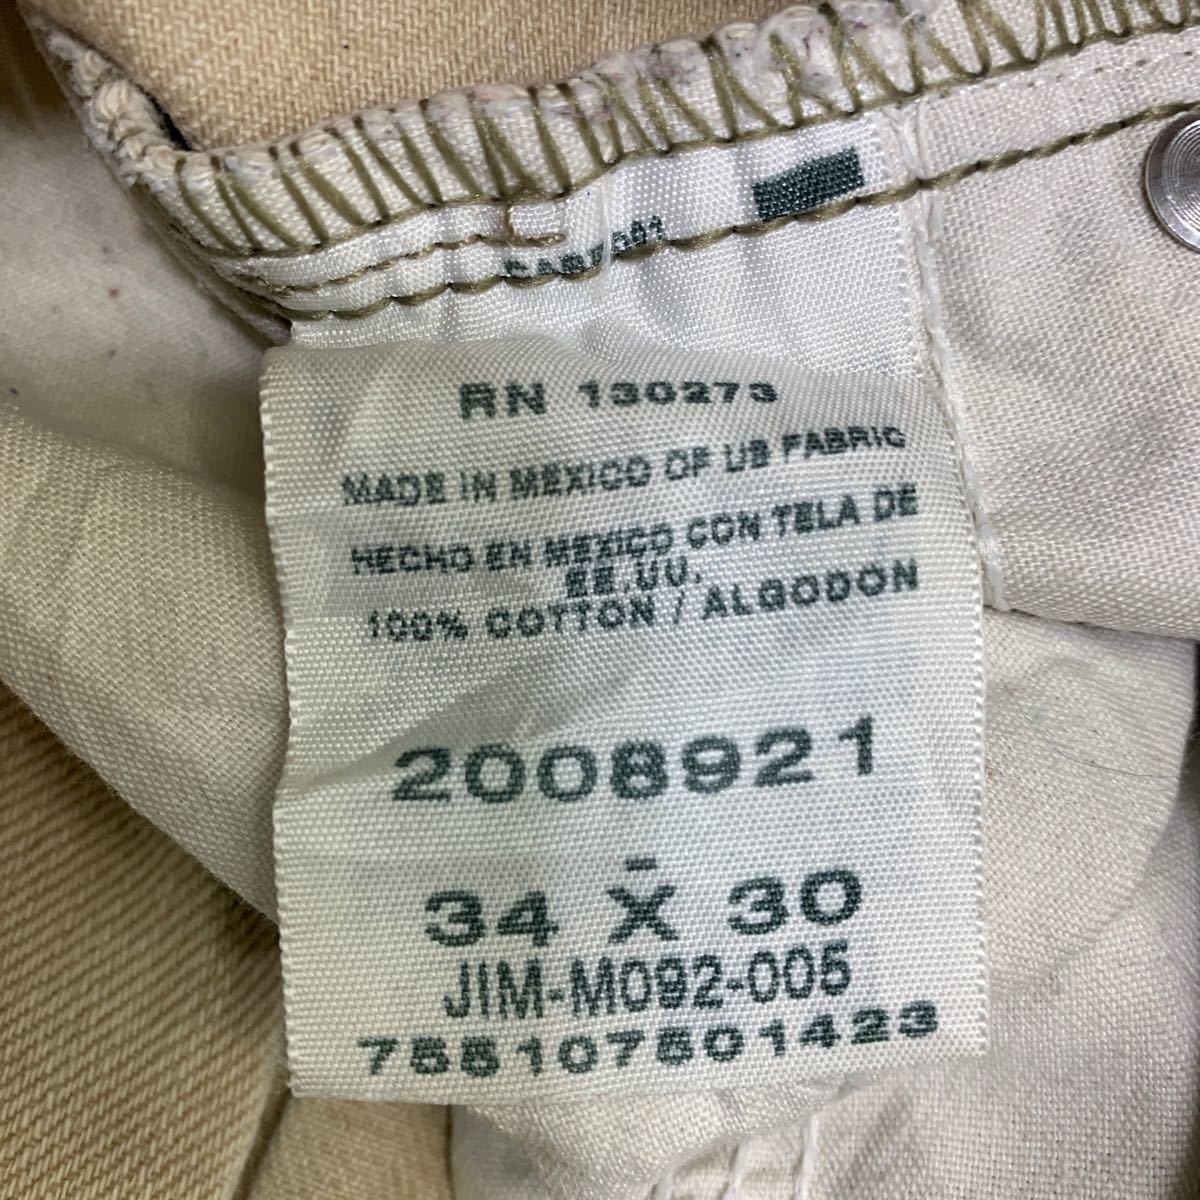 RN 130273
MADE IN MEXICO OF US FABRIC
HECHO EN MEXICO CON TELA DE
EE.UU.
100% COTTON / ALGODON
2008921
34 X 30
JIM-M092-005
755107501423